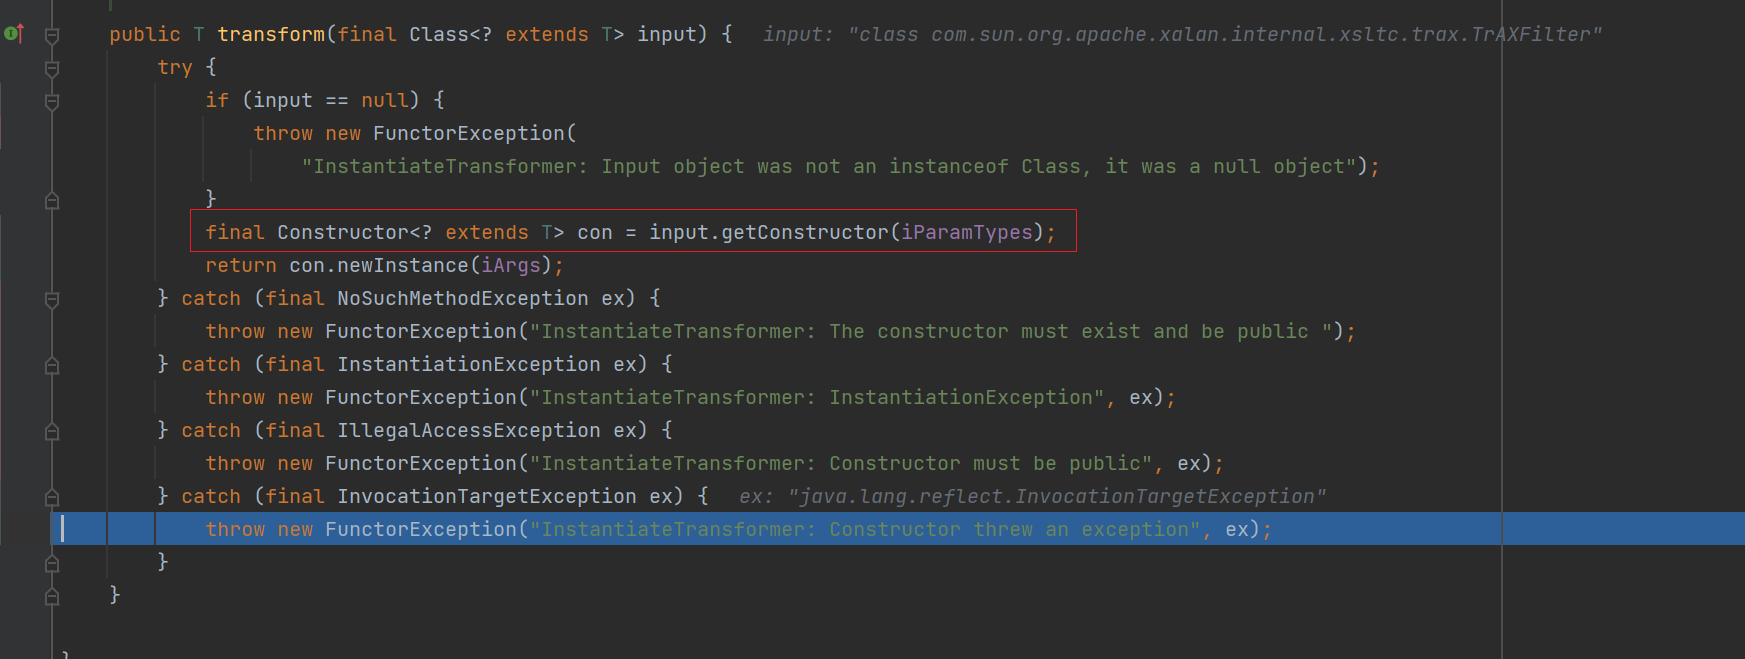 public T transform(final Class<? extends T> input) {   input: "class com.sun.org.apache.xalan.internal.xsltc.trax.TrAXFilter"
    try {
        if (input == null) {
            throw new FunctorException(
                "InstantiateTransformer: Input object was not an instanceof Class, it was a null object");
        }
        final Constructor<? extends T> con = input.getConstructor(iParamTypes);
        return con.newInstance(iArgs);
    } catch (final NoSuchMethodException ex) {
        throw new FunctorException("InstantiateTransformer: The constructor must exist and be public ");
    } catch (final InstantiationException ex) {
        throw new FunctorException("InstantiateTransformer: InstantiationException", ex);
    } catch (final IllegalAccessException ex) {
        throw new FunctorException("InstantiateTransformer: Constructor must be public", ex);
    } catch (final InvocationTargetException ex) {   ex: "java.lang.reflect.InvocationTargetException"
        throw new FunctorException("InstantiateTransformer: Constructor threw an exception", ex);
    }
}
}